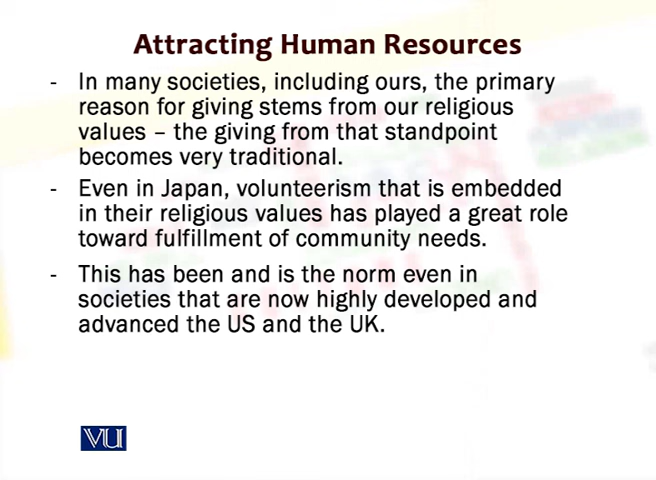 Attracting Human Resources
- In many societies, including ours, the primary
reason for giving stems from our religious
values – the giving from that standpoint
becomes very traditional.
- Even in Japan, volunteerism that is embedded
in their religious values has played a great role
toward fulfillment of community needs.
- This has been and is the norm even in
societies that are now highly developed and
advanced the US and the UK.
VU